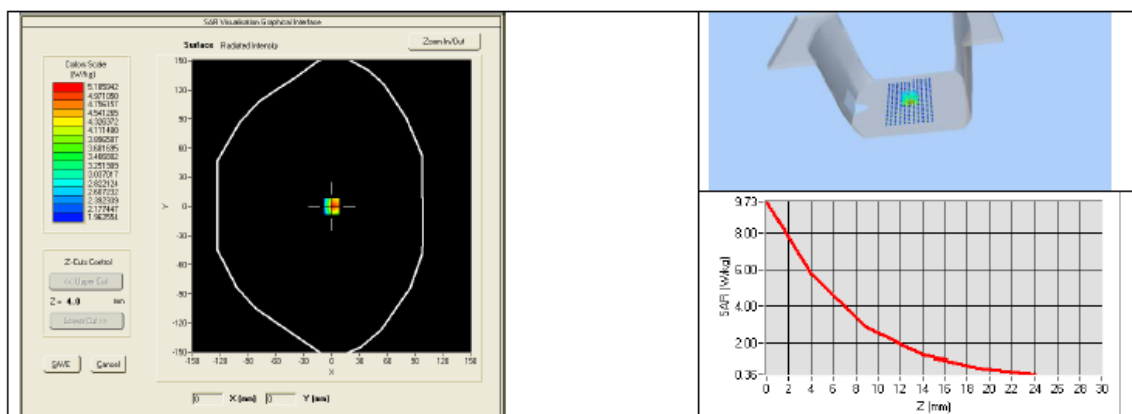 SAR Visualisation Graphical Interface
Surface Radiated Intensity
Zoom In/Out
Colors Scale
(W/kg)
5.185942
4.971050
4.756157
4.541265
4.326372
4.111480
3.896587
3.681695
3.466802
3.251909
3.037017
2.822124
2.607232
2.392339
2.177447
1.962554
150
120
90
60
30
0
-30
-60
-90
-120
-150
Y
-150 -120 -90 -60 -30 0 30 60 90 120 150
X
Z-Cuts Control
<< Upper Cut
Z = 4.0 mm
Lower Cut >>
SAVE Cancel
0 X (mm) 0 Y (mm)
9.73
8.00
6.00
4.00
2.00
0.36
SAR (W/kg)
0 2 4 6 8 10 12 14 16 18 20 22 24 26 28 30
Z (mm)